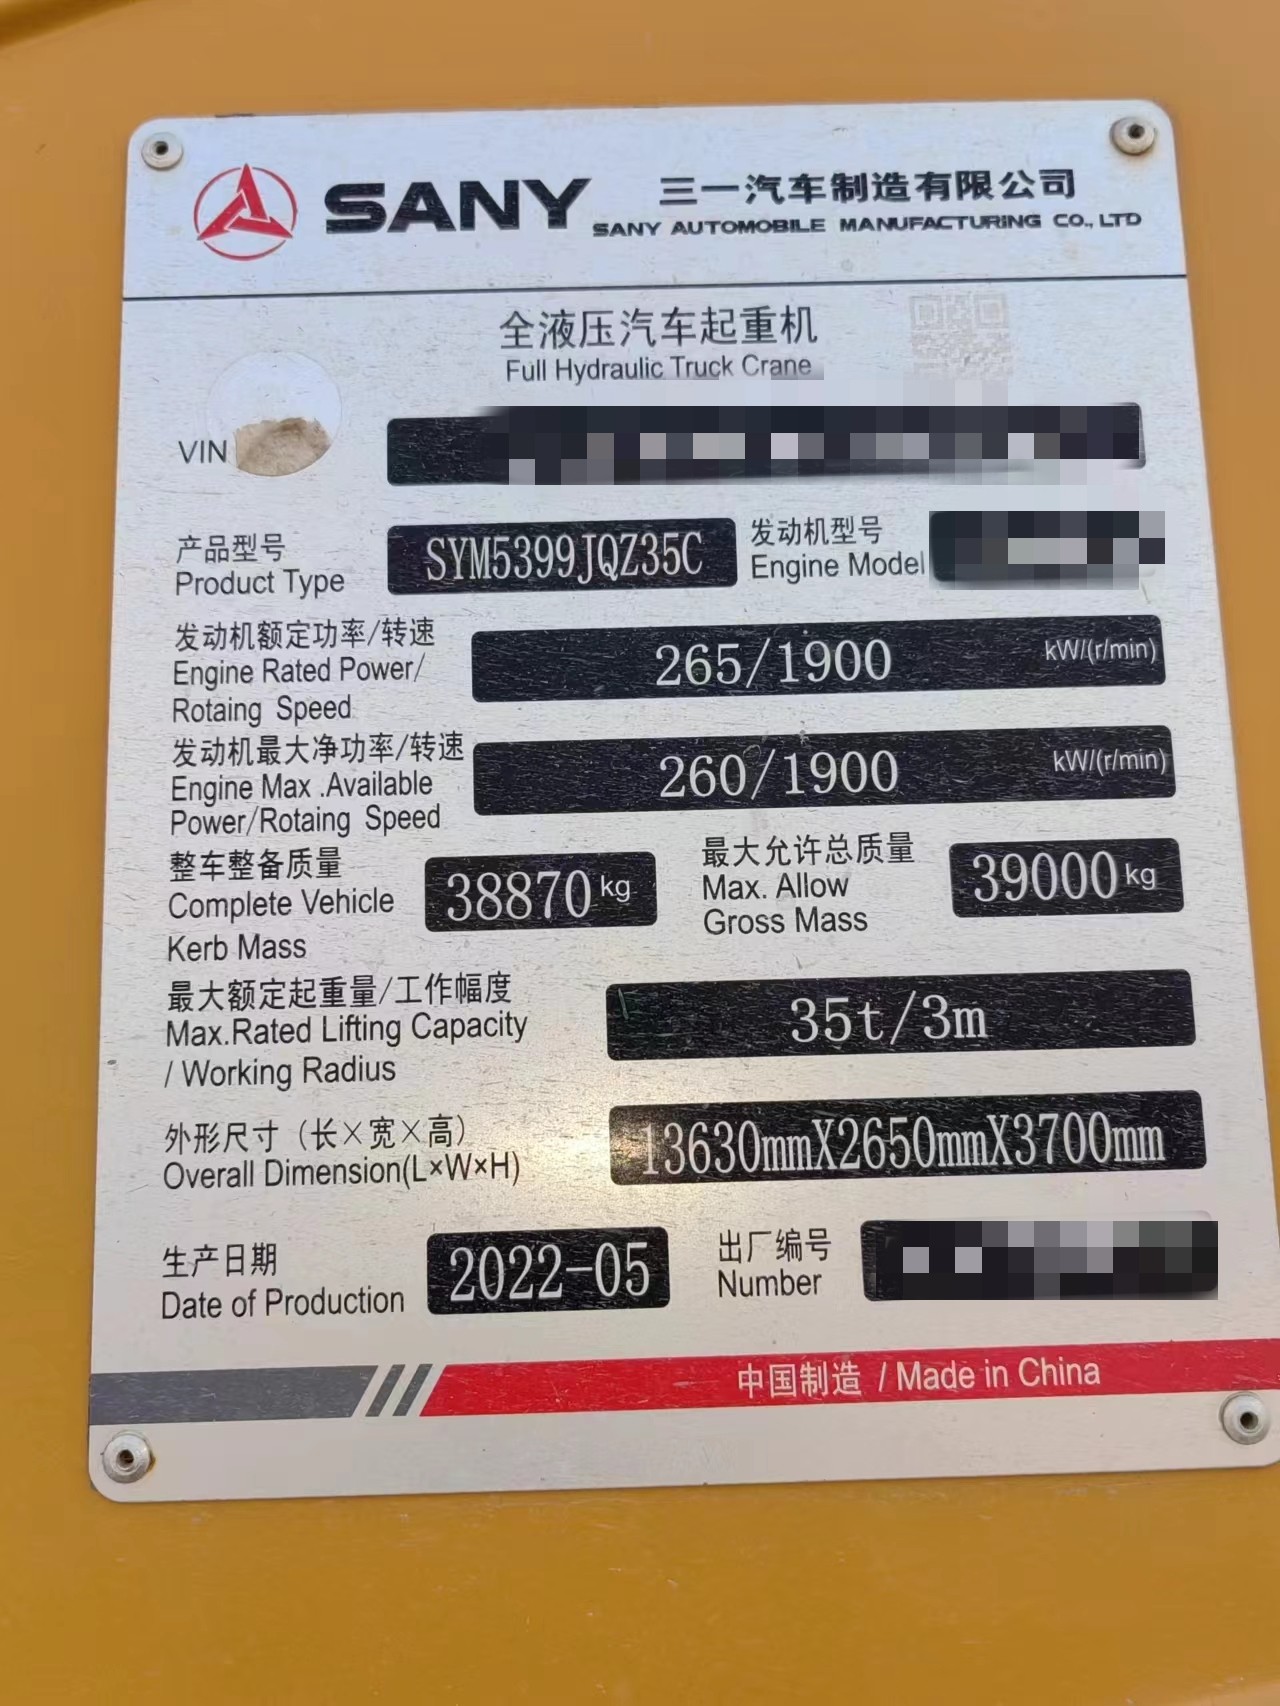 SANY
三一汽车制造有限公司
SANY AUTOMOBILE MANUFACTURING CO., LTD
全液压汽车起重机
Full Hydraulic Truck Crane
VIN
产品型号
Product Type
SYM5399JQZ35C
发动机型号
Engine Model
发动机额定功率/转速
Engine Rated Power/
Rotaing Speed
265/1900
kW/(r/min)
发动机最大净功率/转速
Engine Max .Available
Power/Rotaing Speed
260/1900
kW/(r/min)
整车整备质量
Complete Vehicle
Kerb Mass
38870 kg
最大允许总质量
Max. Allow
Gross Mass
39000 kg
最大额定起重量/工作幅度
Max.Rated Lifting Capacity
/ Working Radius
35t/3m
外形尺寸（长×宽×高）
Overall Dimension(L×W×H)
13630mmX2650mmX3700mm
生产日期
Date of Production
2022-05
出厂编号
Number
中国制造 / Made in China